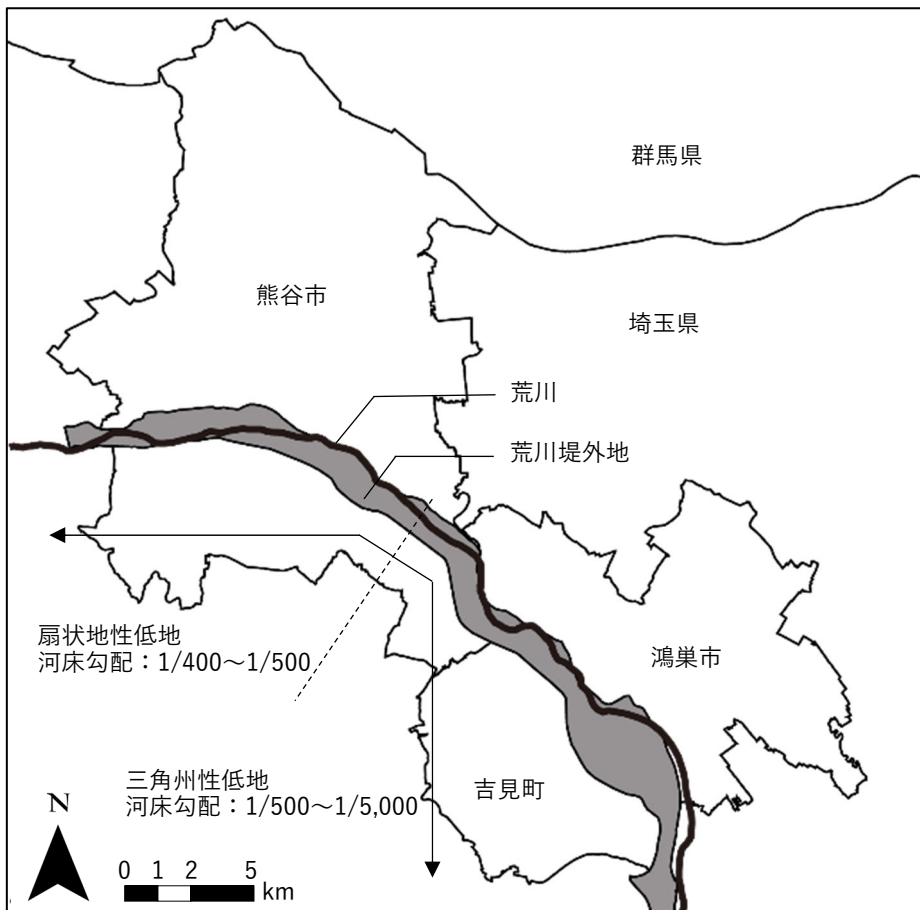 群馬県
熊谷市
埼玉県
荒川
荒川堤外地
扇状地性低地
河床勾配：1/400～1/500
鴻巣市
三角州性低地
河床勾配：1/500～1/5,000
吉見町
N
0 1 2 5
km